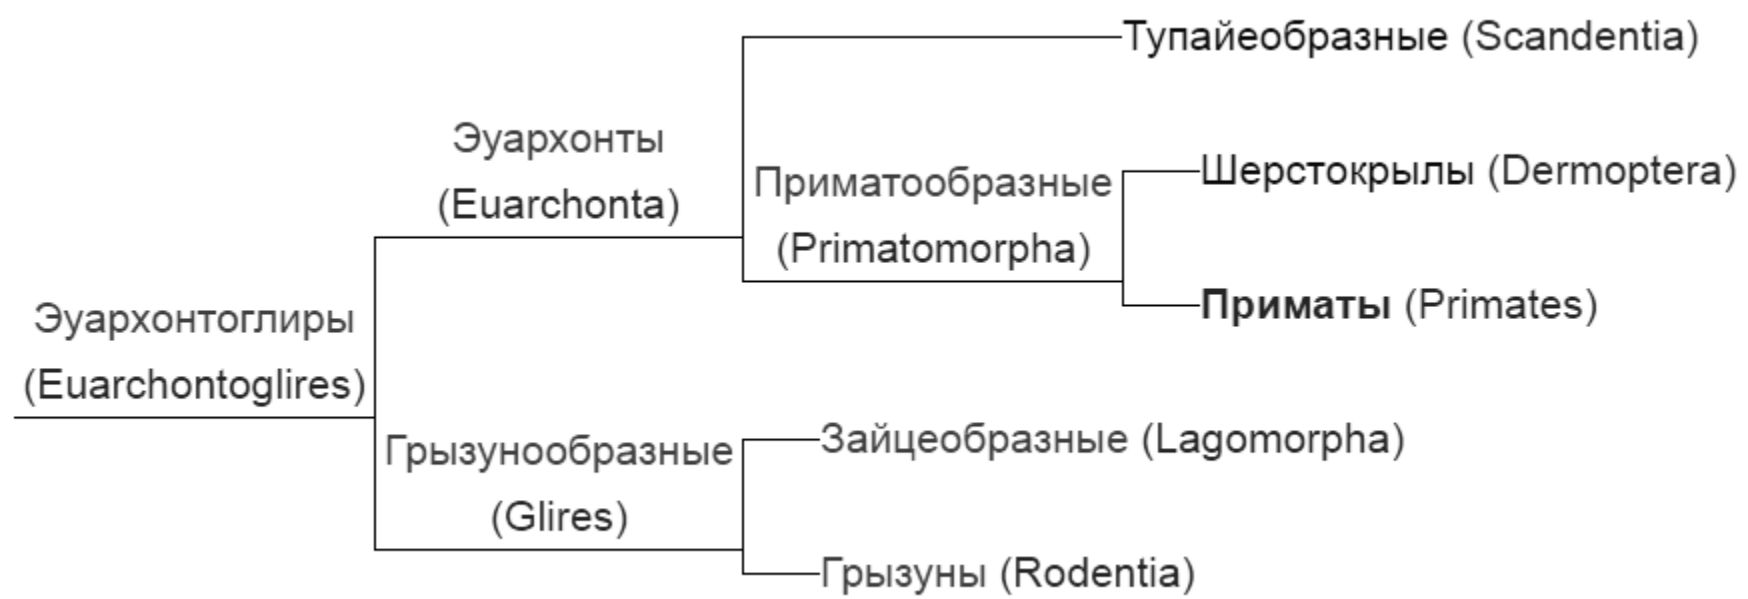 Тупайеобразные (Scandentia)
Эуархонты
(Euarchonta)
Приматообразные
(Primatomorpha)
Шерстокрылы (Dermoptera)
Приматы (Primates)
Эуархонтоглиры
(Euarchontoglires)
Грызунообразные
(Glires)
Зайцеобразные (Lagomorpha)
Грызуны (Rodentia)